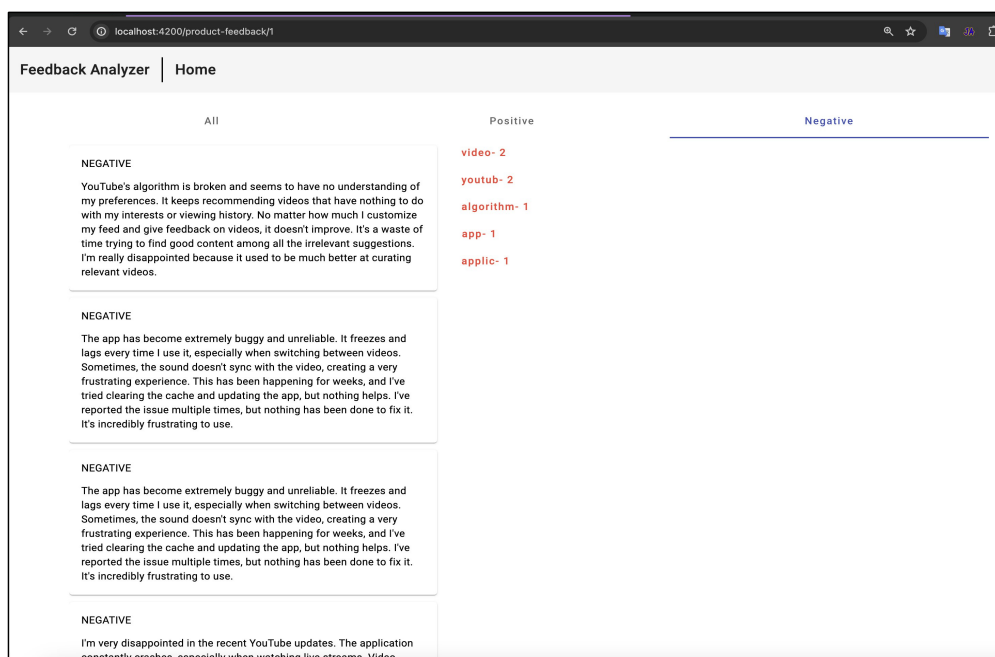 localhost:4200/product-feedback/1
Feedback Analyzer Home
All Positive Negative
NEGATIVE
YouTube's algorithm is broken and seems to have no understanding of
my preferences. It keeps recommending videos that have nothing to do
with my interests or viewing history. No matter how much I customize
my feed and give feedback on videos, it doesn't improve. It's a waste of
time trying to find good content among all the irrelevant suggestions.
I'm really disappointed because it used to be much better at curating
relevant videos.
NEGATIVE
The app has become extremely buggy and unreliable. It freezes and
lags every time I use it, especially when switching between videos.
Sometimes, the sound doesn't sync with the video, creating a very
frustrating experience. This has been happening for weeks, and I've
tried clearing the cache and updating the app, but nothing helps. I've
reported the issue multiple times, but nothing has been done to fix it.
It's incredibly frustrating to use.
NEGATIVE
The app has become extremely buggy and unreliable. It freezes and
lags every time I use it, especially when switching between videos.
Sometimes, the sound doesn't sync with the video, creating a very
frustrating experience. This has been happening for weeks, and I've
tried clearing the cache and updating the app, but nothing helps. I've
reported the issue multiple times, but nothing has been done to fix it.
It's incredibly frustrating to use.
NEGATIVE
I'm very disappointed in the recent YouTube updates. The application
constantly crashes, especially when watching live streams. Video
video- 2
youtub- 2
algorithm- 1
app- 1
applic- 1